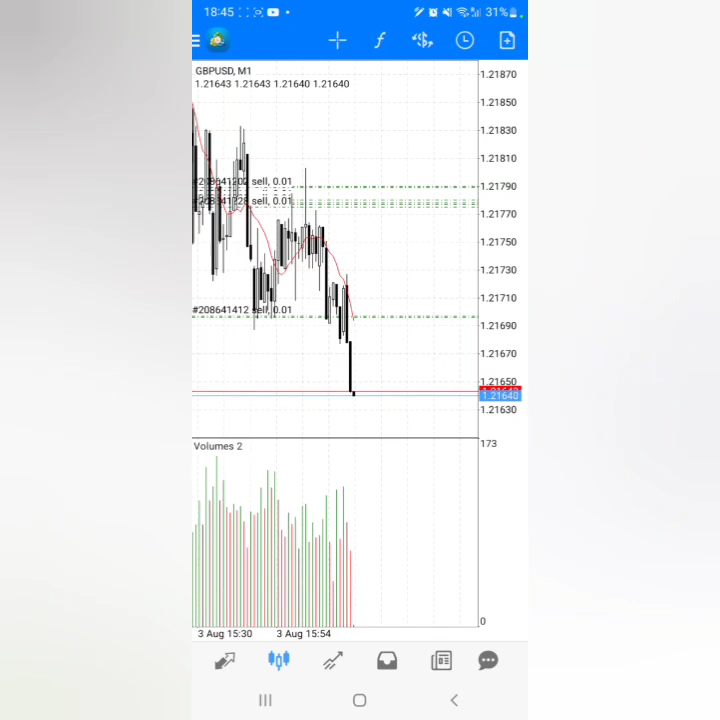 18:45
31%
GBPUSD, M1
1.21643 1.21643 1.21640 1.21640
1.21870
1.21850
1.21830
1.21810
#208641202 sell, 0.01
1.21790
sell, 0.01
1.21770
1.21750
1.21730
1.21710
#208641412 sell, 0.01
1.21690
1.21670
1.21650
1.21640
1.21630
Volumes 2
173
0
3 Aug 15:30
3 Aug 15:54